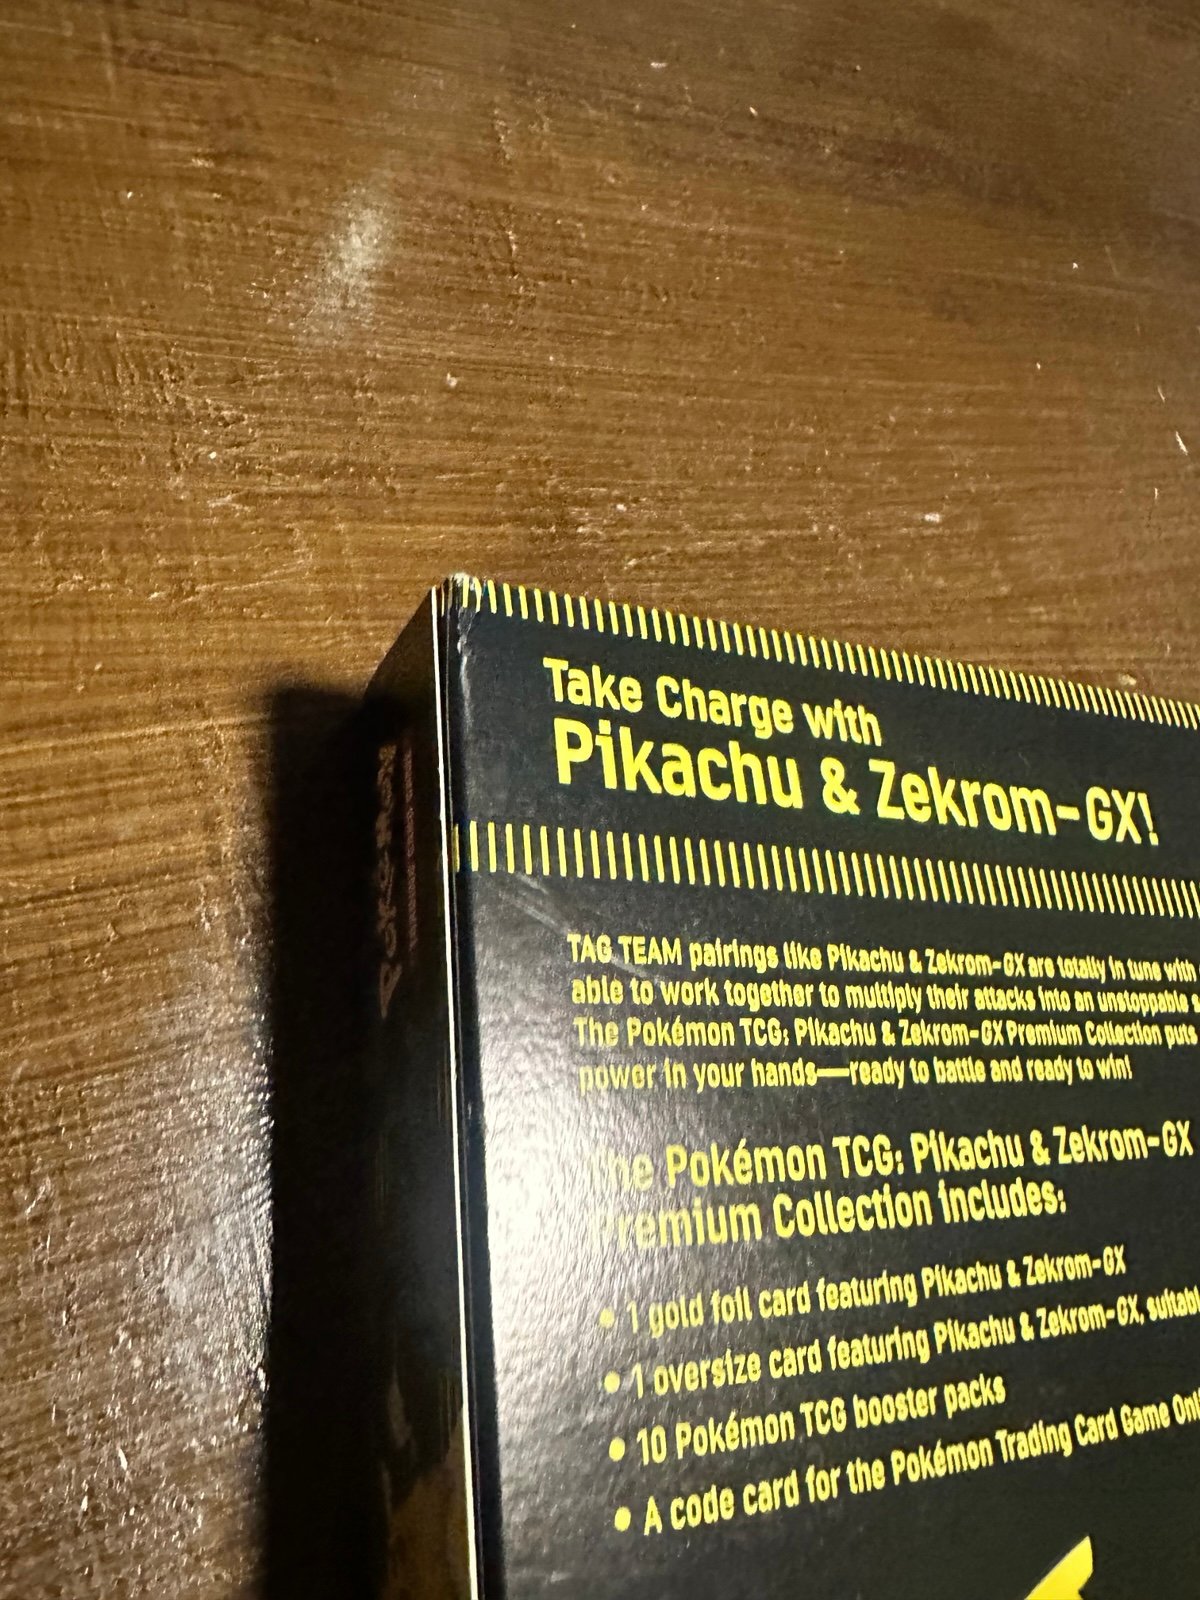 Take Charge with
Pikachu & Zekrom-GX!
TAG TEAM pairings like Pikachu & Zekrom-GX are totally in tune with
able to work together to multiply their attacks into an unstoppable
The Pokémon TCG: Pikachu & Zekrom-GX Premium Collection puts
power in your hands—ready to battle and ready to win!
The Pokémon TCG: Pikachu & Zekrom-GX
Premium Collection includes:
• 1 gold foil card featuring Pikachu & Zekrom-GX
• 1 oversize card featuring Pikachu & Zekrom-GX,
• 10 Pokémon TCG booster packs
• A code card for the Pokémon Trading Card Game
Pokémon